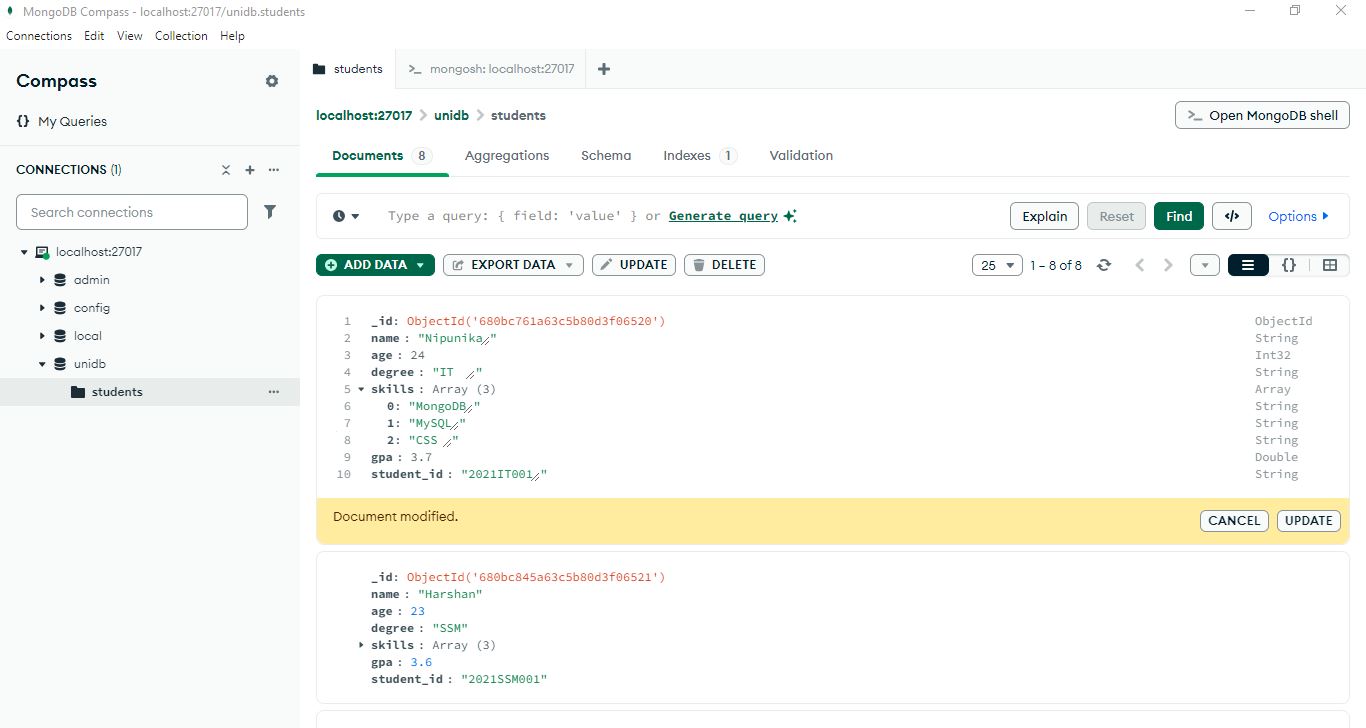 MongoDB Compass - localhost:27017/unidb.students
Connections Edit View Collection Help
Compass
{} My Queries
CONNECTIONS (1)
Search connections
localhost:27017
admin
config
local
unidb
students
students
>_ mongosh: localhost:27017
localhost:27017 > unidb > students
>_ Open MongoDB shell
Documents 8 Aggregations Schema Indexes 1 Validation
Type a query: { field: 'value' } or Generate query
Explain Reset Find </> Options
ADD DATA EXPORT DATA UPDATE DELETE
25 1 – 8 of 8 {}
1 _id: ObjectId('680bc761a63c5b80d3f06520') ObjectId
2 name : "Nipunika" String
3 age : 24 Int32
4 degree : "IT " String
5 skills : Array (3) Array
6 0: "MongoDB" String
7 1: "MySQL" String
8 2: "CSS " String
9 gpa : 3.7 Double
10 student_id : "2021IT001" String
Document modified.
CANCEL UPDATE
_id: ObjectId('680bc845a63c5b80d3f06521')
name : "Harshan"
age : 23
degree : "SSM"
skills : Array (3)
gpa : 3.6
student_id : "2021SSM001"